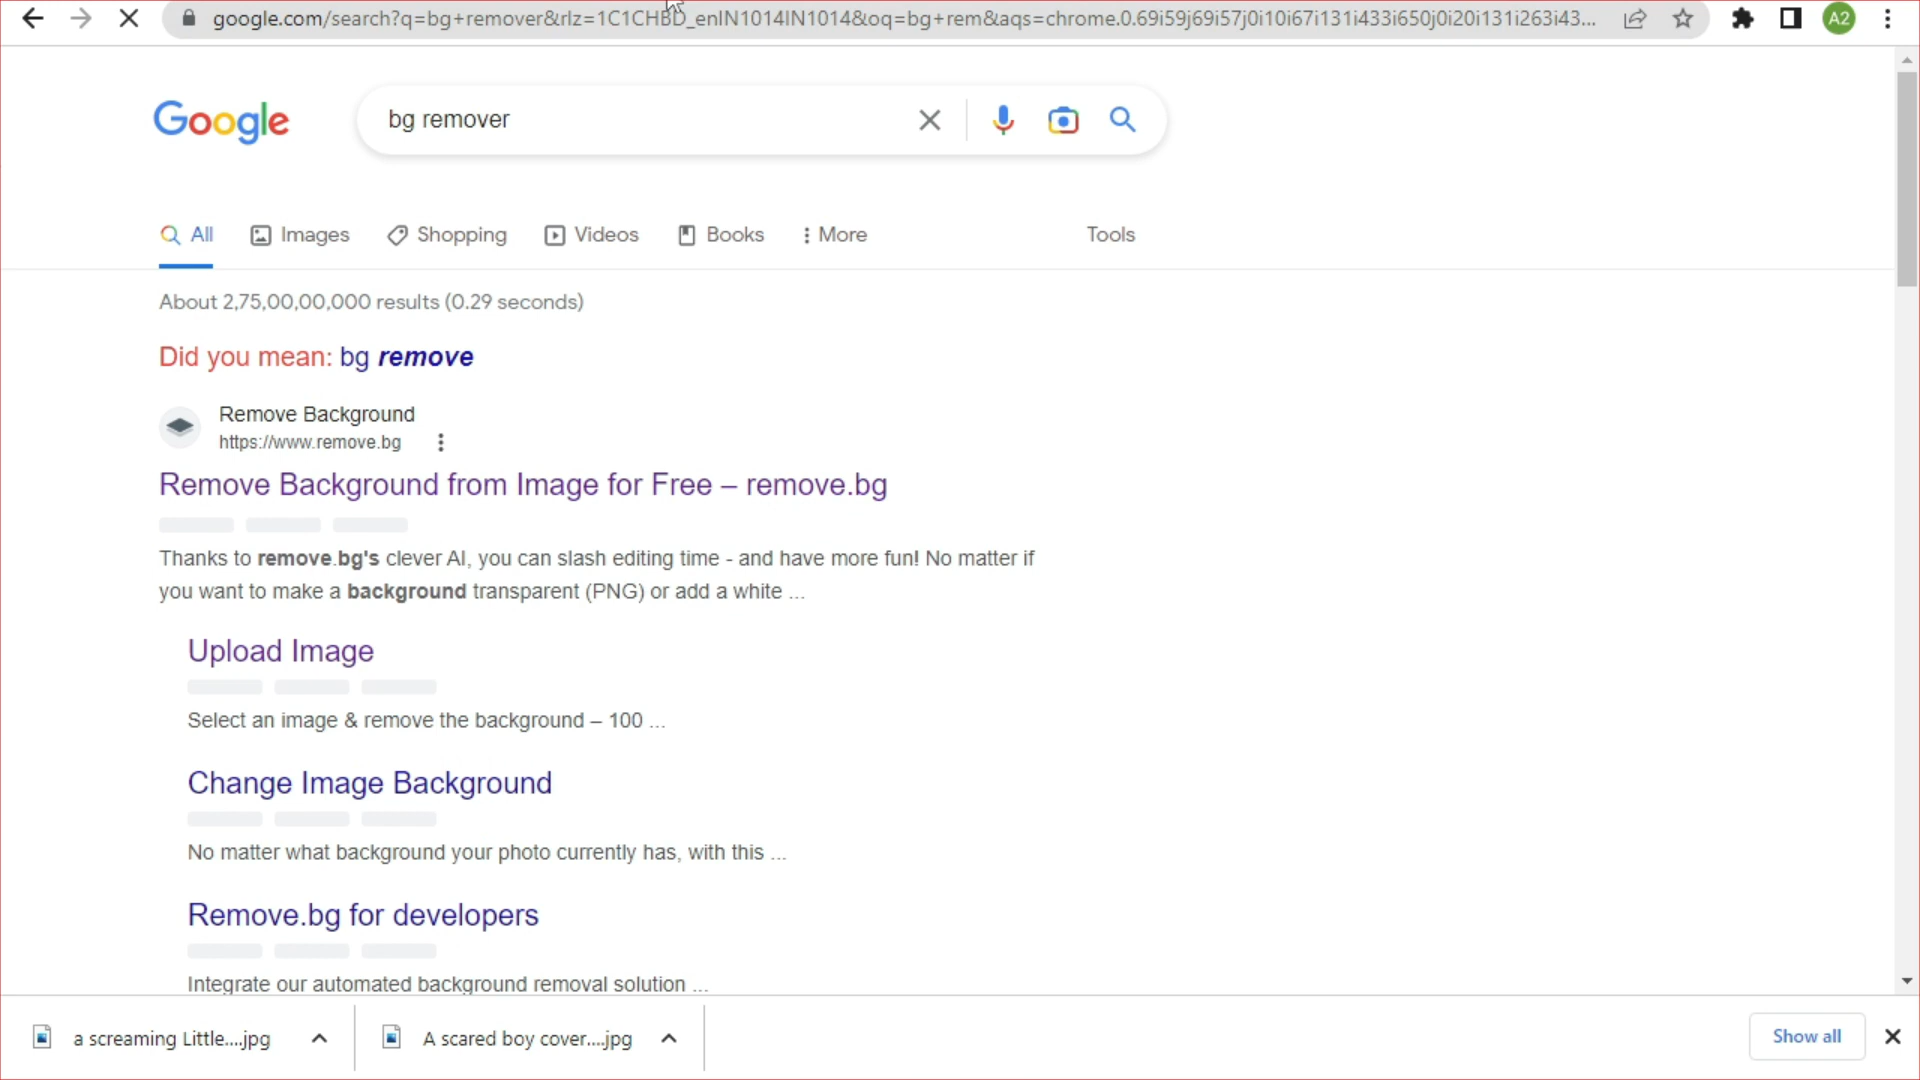 google.com/search?q=bg+remover&rlz=1C1CHBD_enIN1014IN1014&oq=bg+rem&aqs=chrome.0.69i59j69i57j0i10i67i131i433i650j0i20i131i263i43...
A2
Google
bg remover
All
Images
Shopping
Videos
Books
More
Tools
About 2,75,00,00,000 results (0.29 seconds)
Did you mean: bg remove
Remove Background
https://www.remove.bg
Remove Background from Image for Free – remove.bg
Thanks to remove.bg's clever AI, you can slash editing time - and have more fun! No matter if
you want to make a background transparent (PNG) or add a white ...
Upload Image
Select an image & remove the background – 100 ...
Change Image Background
No matter what background your photo currently has, with this ...
Remove.bg for developers
Integrate our automated background removal solution ...
a screaming Little....jpg
A scared boy cover....jpg
Show all